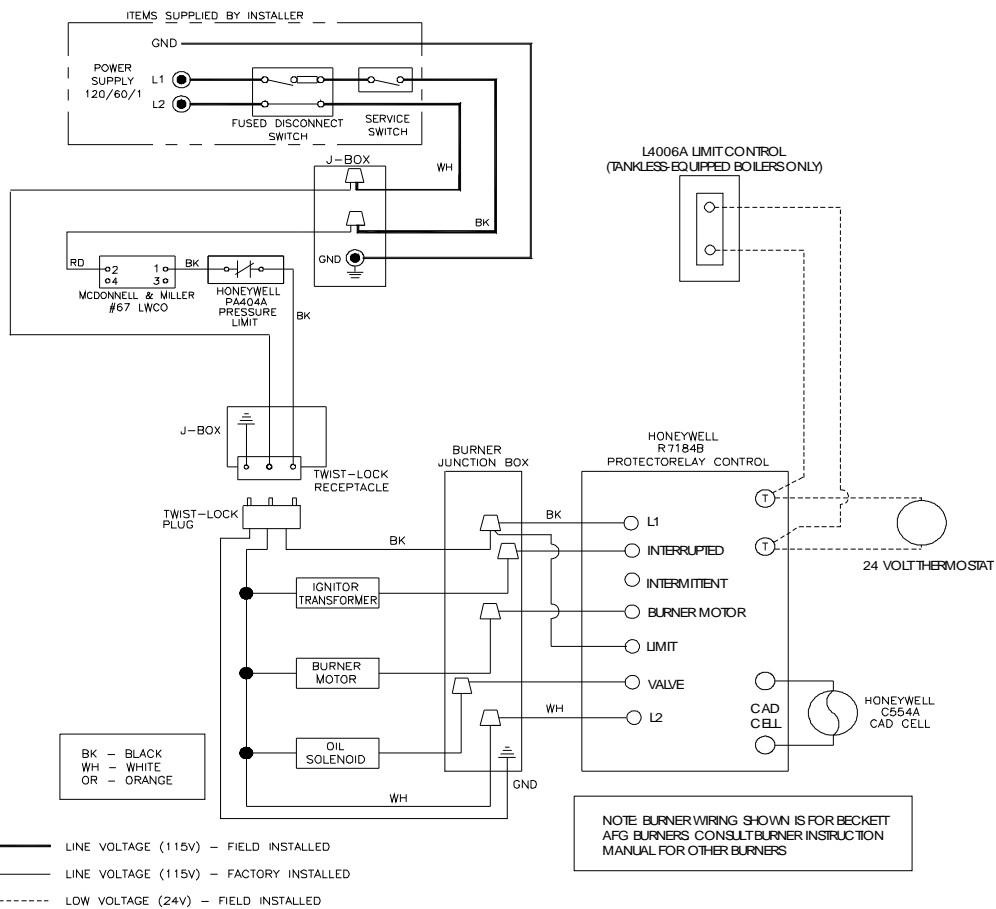 ITEMS SUPPLIED BY INSTALLER
GND
POWER
SUPPLY
120/60/1
L1
L2
FUSED DISCONNECT
SWITCH
SERVICE
SWITCH
J-BOX
WH
BK
GND
L4006A LIMIT CONTROL
(TANKLESS-EQUIPPED BOILERS ONLY)
RD
2
4
1
3
BK
MCDONNELL & MILLER
#67 LWCO
HONEYWELL
PA404A
PRESSURE
LIMIT
BK
J-BOX
TWIST-LOCK
RECEPTACLE
TWIST-LOCK
PLUG
BK
IGNITOR
TRANSFORMER
BURNER
MOTOR
OIL
SOLENOID
WH
BURNER
JUNCTION BOX
BK
WH
GND
HONEYWELL
R7184B
PROTECTORELAY CONTROL
L1
INTERRUPTED
INTERMITTENT
BURNER MOTOR
LIMIT
VALVE
L2
T
T
24 VOLT THERMOSTAT
CAD
CELL
HONEYWELL
C554A
CAD CELL
BK - BLACK
WH - WHITE
OR - ORANGE
NOTE: BURNER WIRING SHOWN IS FOR BECKETT
AFG BURNERS CONSULT BURNER INSTRUCTION
MANUAL FOR OTHER BURNERS
LINE VOLTAGE (115V) - FIELD INSTALLED
LINE VOLTAGE (115V) - FACTORY INSTALLED
LOW VOLTAGE (24V) - FIELD INSTALLED